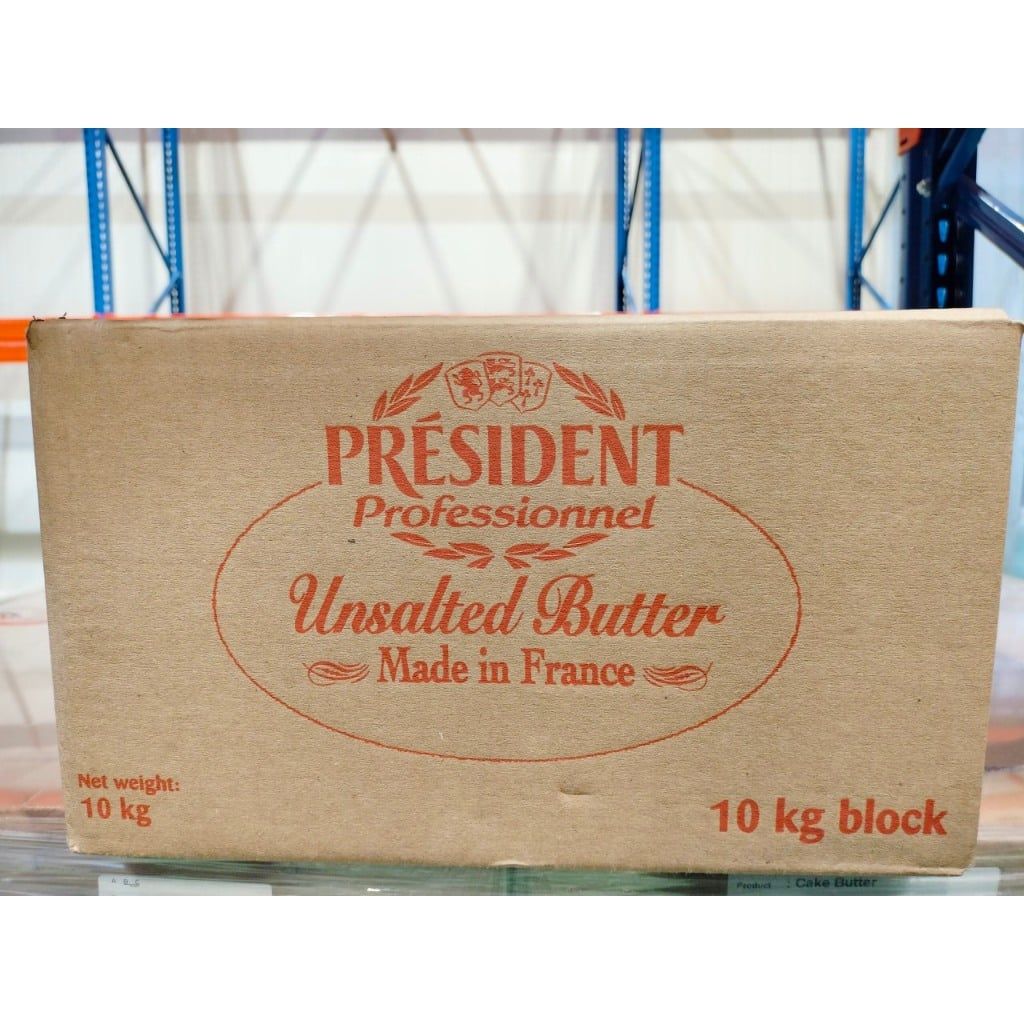 PRÉSIDENT
Professionnel
Unsalted Butter
Made in France
Net weight:
10 kg
10 kg block
A B C
Product : Cake Butter